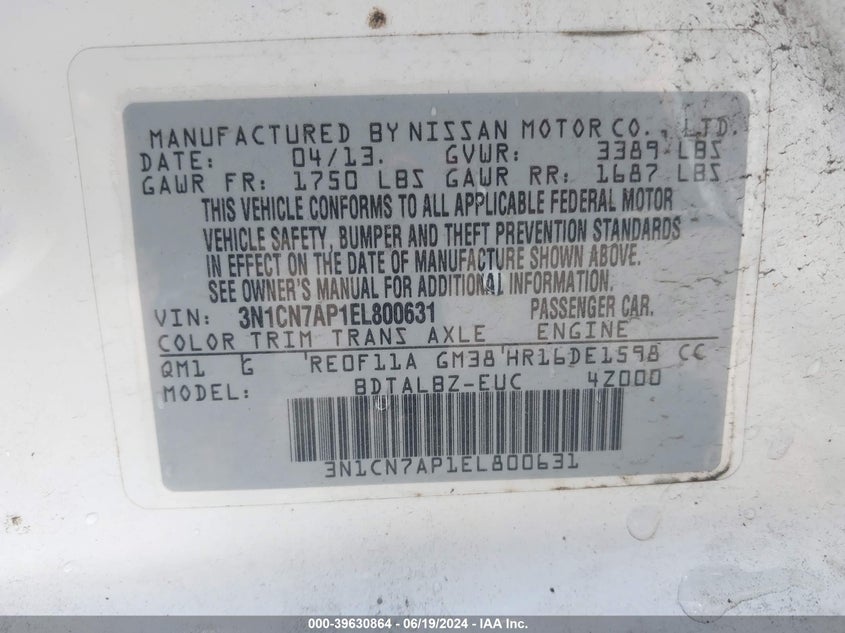 MANUFACTURED BY NISSAN MOTOR CO., LTD.
DATE: 04/13. GVWR: 3389 LBS
GAWR FR: 1750 LBS GAWR RR: 1687 LBS
THIS VEHICLE CONFORMS TO ALL APPLICABLE FEDERAL MOTOR
VEHICLE SAFETY, BUMPER AND THEFT PREVENTION STANDARDS
IN EFFECT ON THE DATE OF MANUFACTURE SHOWN ABOVE.
SEE OWNER'S MANUAL FOR ADDITIONAL INFORMATION.
VIN: 3N1CN7AP1EL800631 PASSENGER CAR.
COLOR TRIM TRANS AXLE ENGINE
QM1 G RE0F11A GM38 HR16DE1598 CC
MODEL: BDTALBZ-EUC 4Z000
3N1CN7AP1EL800631
000-39630864 - 06/19/2024 - IAA Inc.